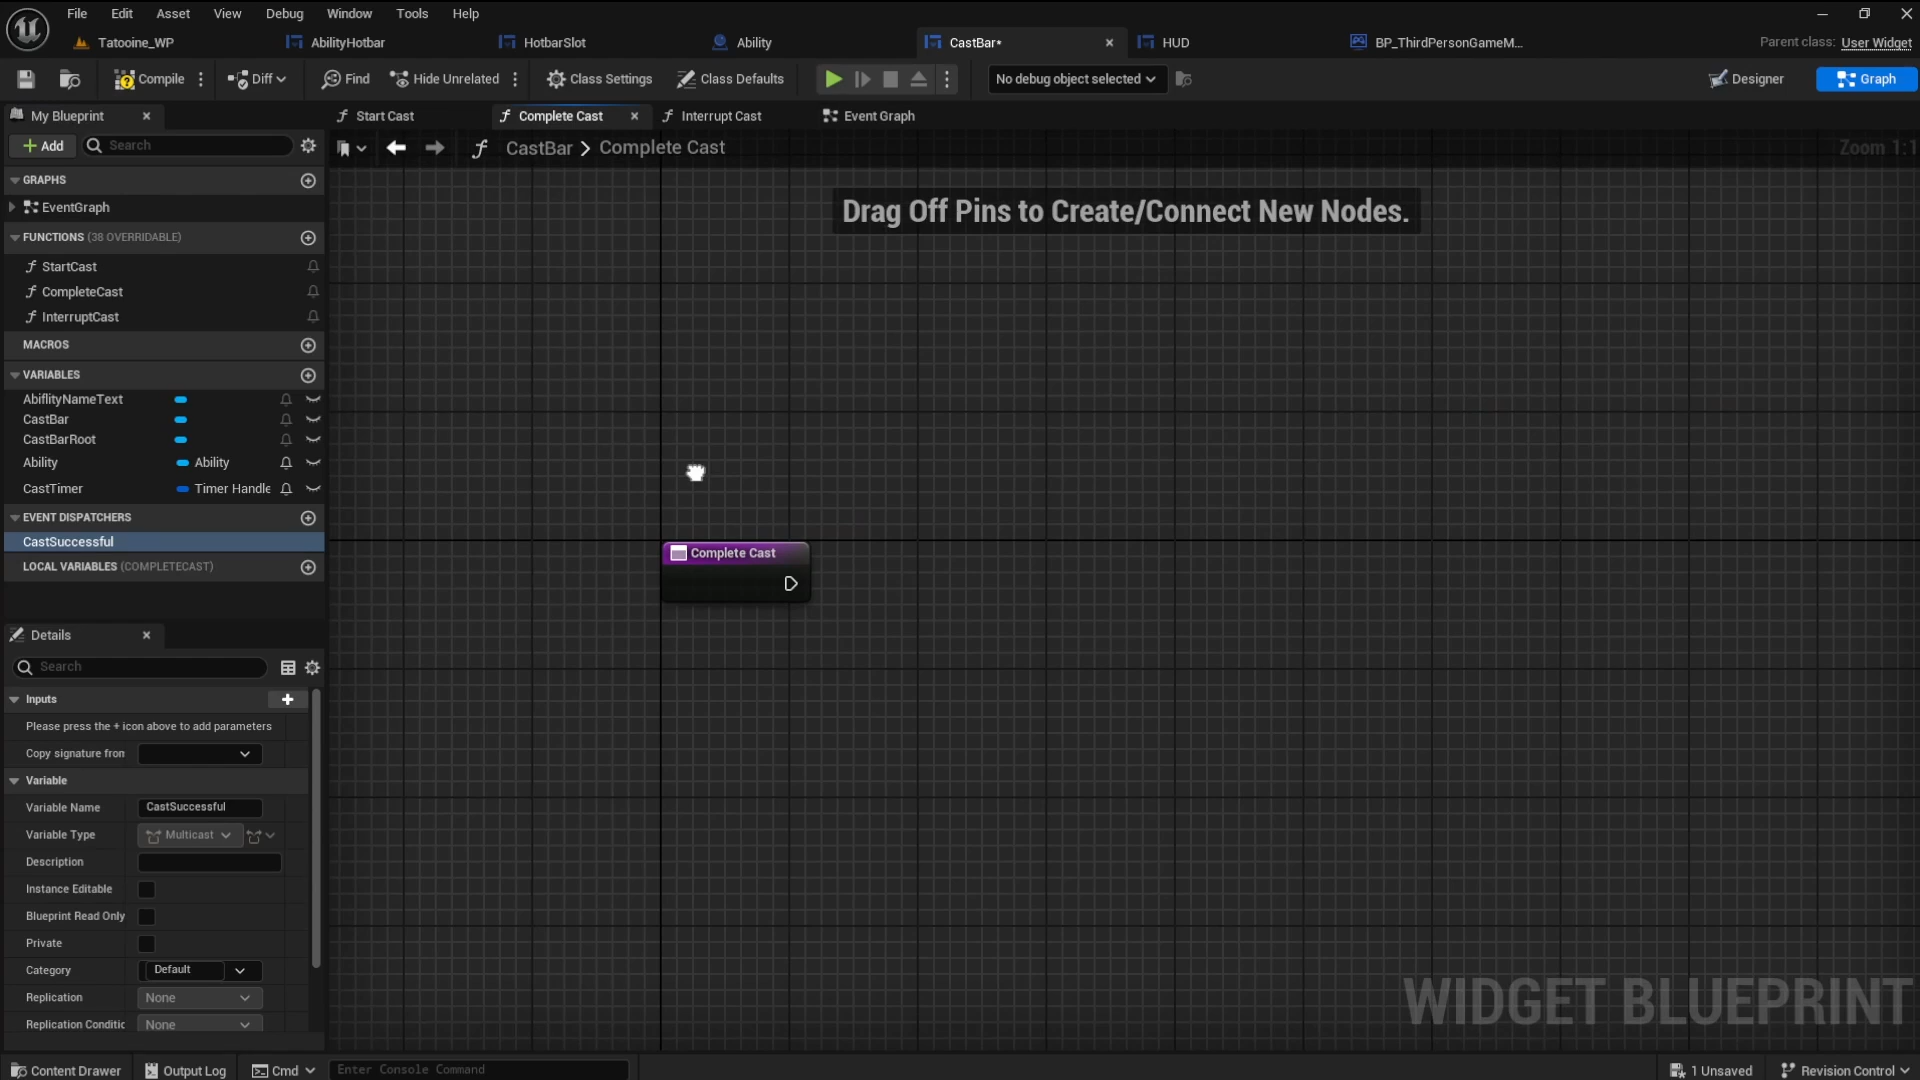 File Edit Asset View Debug Window Tools Help
Tatooine_WP AbilityHotbar HotbarSlot Ability CastBar* HUD BP_ThirdPersonGameM... Parent class: User Widget
Compile Diff Find Hide Unrelated Class Settings Class Defaults No debug object selected Designer Graph
My Blueprint Start Cast Complete Cast Interrupt Cast Event Graph
Add Search CastBar > Complete Cast Zoom 1:1
GRAPHS
EventGraph
Drag Off Pins to Create/Connect New Nodes.
FUNCTIONS (38 OVERRIDABLE)
StartCast
CompleteCast
InterruptCast
MACROS
VARIABLES
AbiflityNameText
CastBar
CastBarRoot
Ability Ability
CastTimer Timer Handle
EVENT DISPATCHERS
CastSuccessful
LOCAL VARIABLES (COMPLETECAST)
Complete Cast
Details
Search
Inputs
Please press the + icon above to add parameters
Copy signature from
Variable
Variable Name CastSuccessful
Variable Type Multicast
Description
Instance Editable
Blueprint Read Only
Private
Category Default
Replication None
Replication Conditic None
WIDGET BLUEPRINT
Content Drawer Output Log Cmd Enter Console Command 1 Unsaved Revision Control